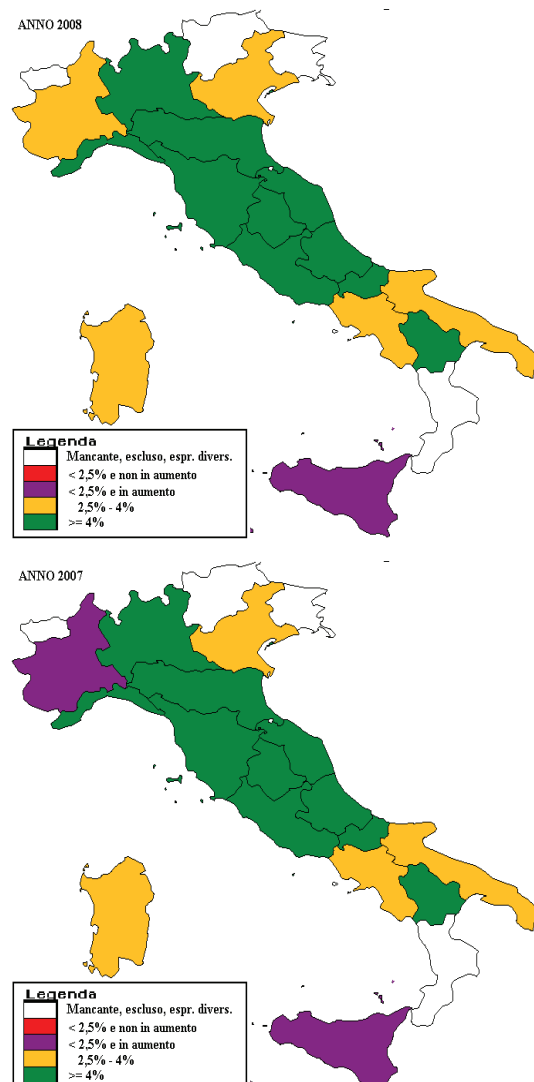 ANNO 2008
Legenda
Mancante, escluso, espr. divers.
< 2,5% e non in aumento
< 2,5% e in aumento
2,5% - 4%
>= 4%
ANNO 2007
Legenda
Mancante, escluso, espr. divers.
< 2,5% e non in aumento
< 2,5% e in aumento
2,5% - 4%
>= 4%